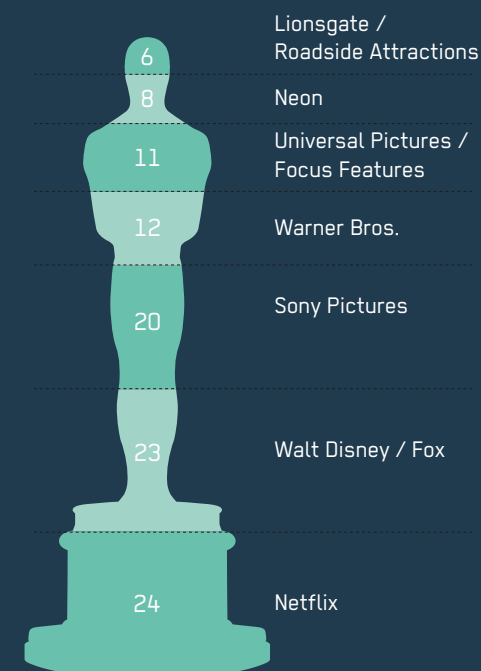 6
Lionsgate /
Roadside Attractions
8
Neon
11
Universal Pictures /
Focus Features
12
Warner Bros.
20
Sony Pictures
23
Walt Disney / Fox
24
Netflix